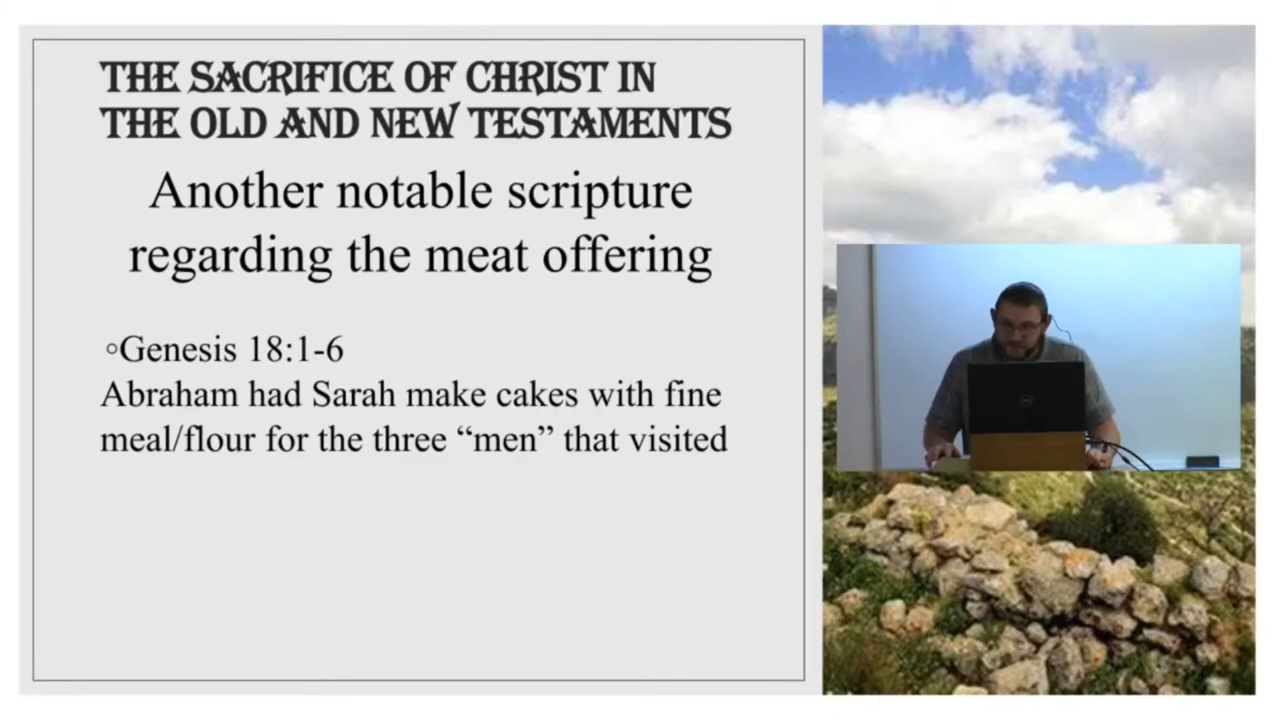 THE SACRIFICE OF CHRIST IN
THE OLD AND NEW TESTAMENTS
Another notable scripture
regarding the meat offering
◦Genesis 18:1-6
Abraham had Sarah make cakes with fine
meal/flour for the three “men” that visited